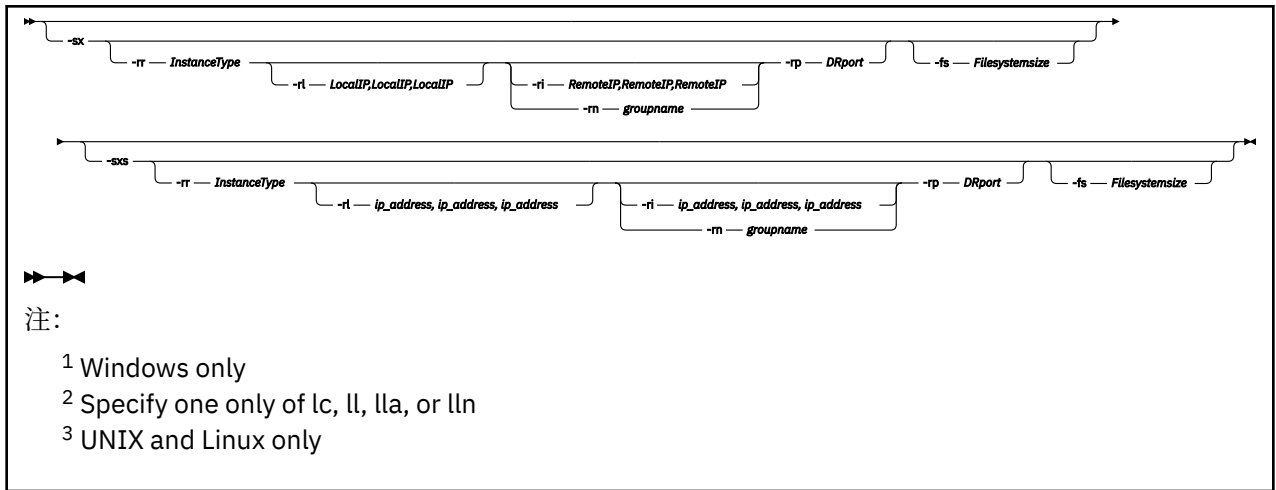 -sx
-rr — InstanceType
-rl — LocalIP,LocalIP,LocalIP
-ri — RemoteIP,RemoteIP,RemoteIP
-rn — groupname
-rp — DRport
-fs — Filesystemsize
-sxs
-rr — InstanceType
-rl — ip_address, ip_address, ip_address
-ri — ip_address, ip_address, ip_address
-rn — groupname
-rp — DRport
-fs — Filesystemsize
注:
1 Windows only
2 Specify one only of lc, ll, lla, or lln
3 UNIX and Linux only